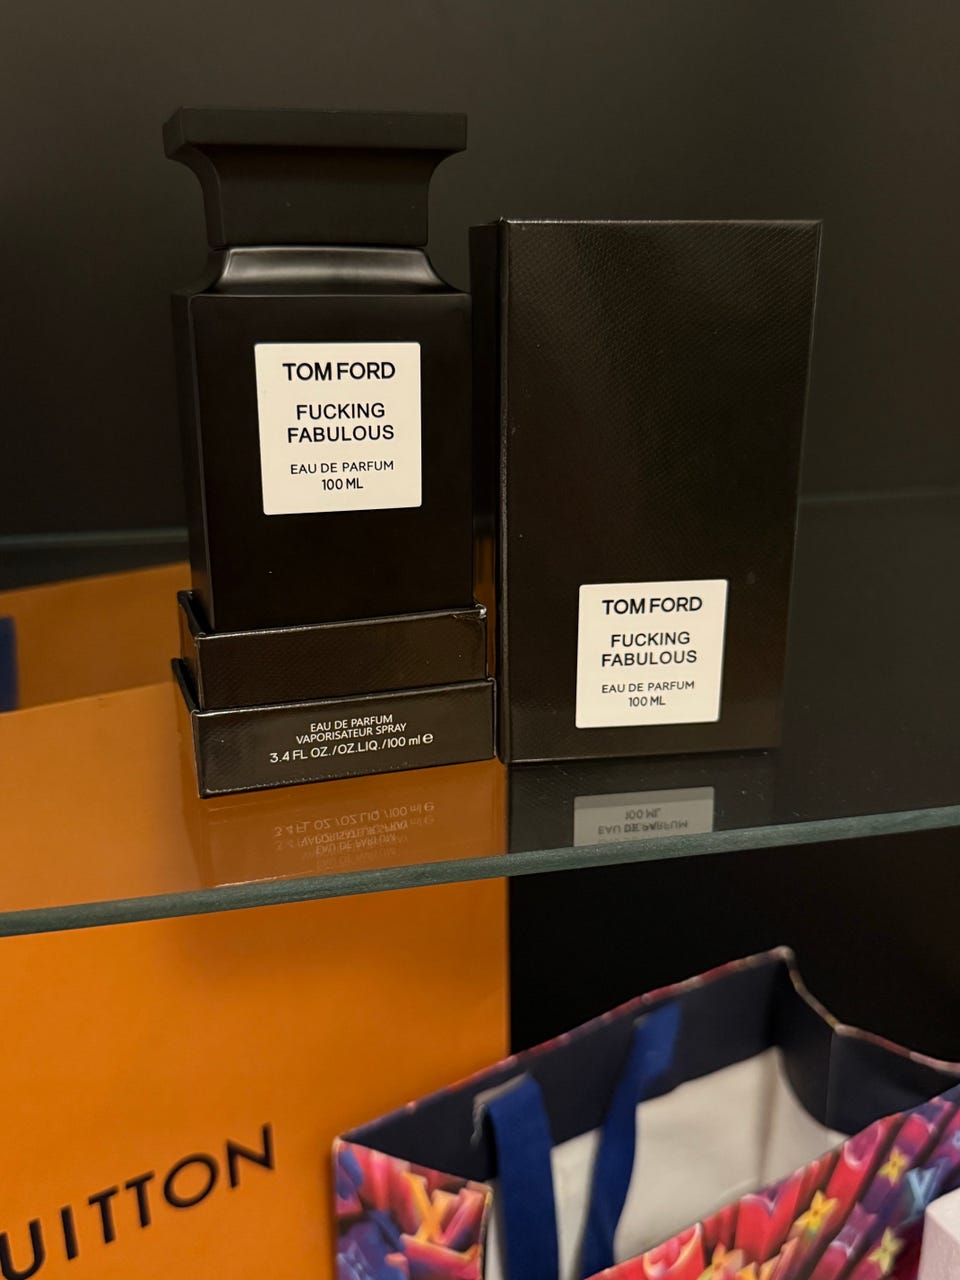 TOM FORD
FUCKING
FABULOUS
EAU DE PARFUM
100 ML
EAU DE PARFUM
VAPORISATEUR SPRAY
3.4 FL OZ./OZ.LIQ./100 ml ℮
TOM FORD
FUCKING
FABULOUS
EAU DE PARFUM
100 ML
UITTON